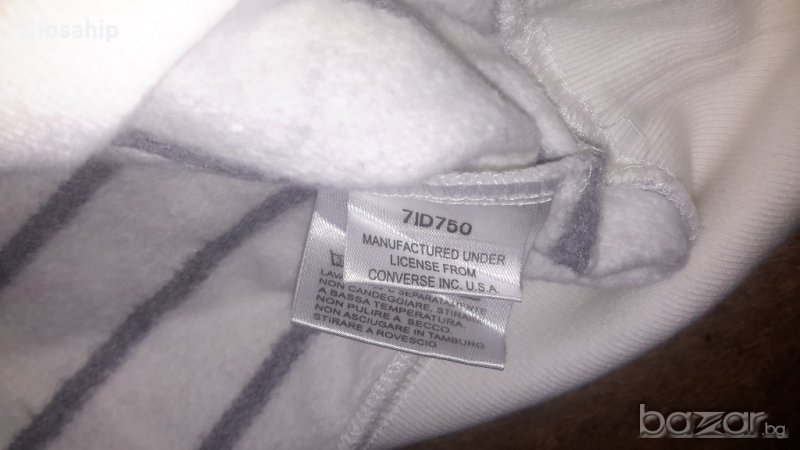 Giosahip
7ID750
MANUFACTURED UNDER
LICENSE FROM
CONVERSE INC. U.S.A.
SEPARATAMENTE
NON CANDEGGIARE STIRARE
A BASSA TEMPERATURA.
NON PULIRE A SECCO.
NON ASCIUGARE IN TAMBURO
STIRARE A ROVESCIO
bazar.bg